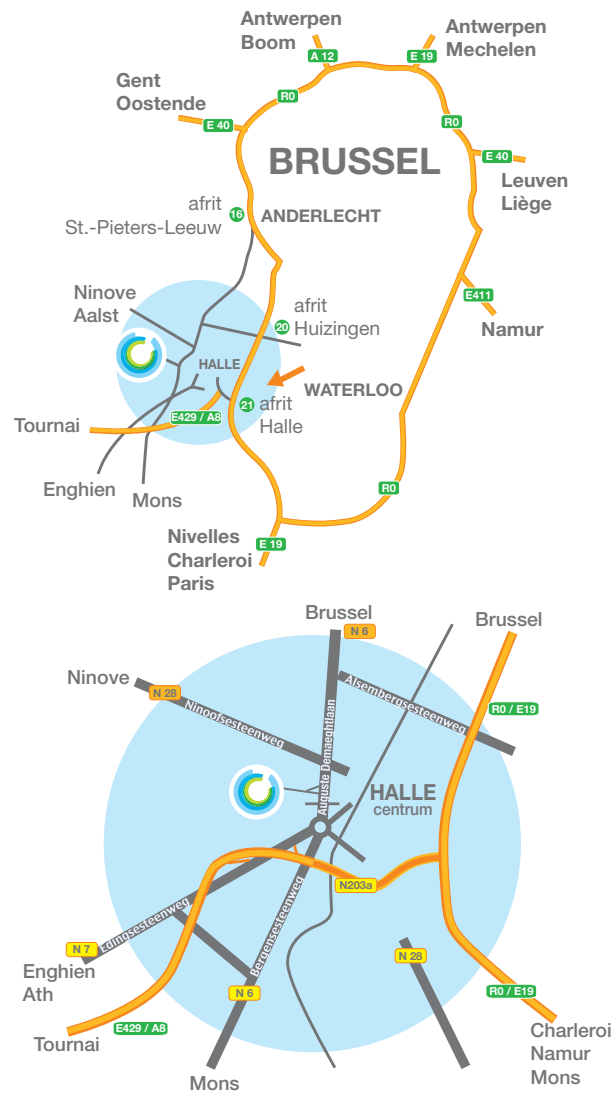 Antwerpen
Boom
Antwerpen
Mechelen
A 12
E 19
Gent
Oostende
R0
R0
E 40
BRUSSEL
E 40
Leuven
Liège
afrit
St.-Pieters-Leeuw
16
ANDERLECHT
Ninove
Aalst
E411
Namur
20
afrit
Huizingen
HALLE
WATERLOO
21
afrit
Halle
Tournai
E429 / A8
Enghien
Mons
R0
Nivelles
Charleroi
Paris
E 19
Brussel
N 6
Brussel
Ninove
N 28
Ninoofsesteenweg
Alsembergsesteenweg
R0 / E19
Auguste Demaeghtlaan
HALLE
centrum
N203a
Edingsesteenweg
Bergensesteenweg
N 7
Enghien
Ath
N 6
N 28
R0 / E19
E429 / A8
Tournai
Mons
Charleroi
Namur
Mons